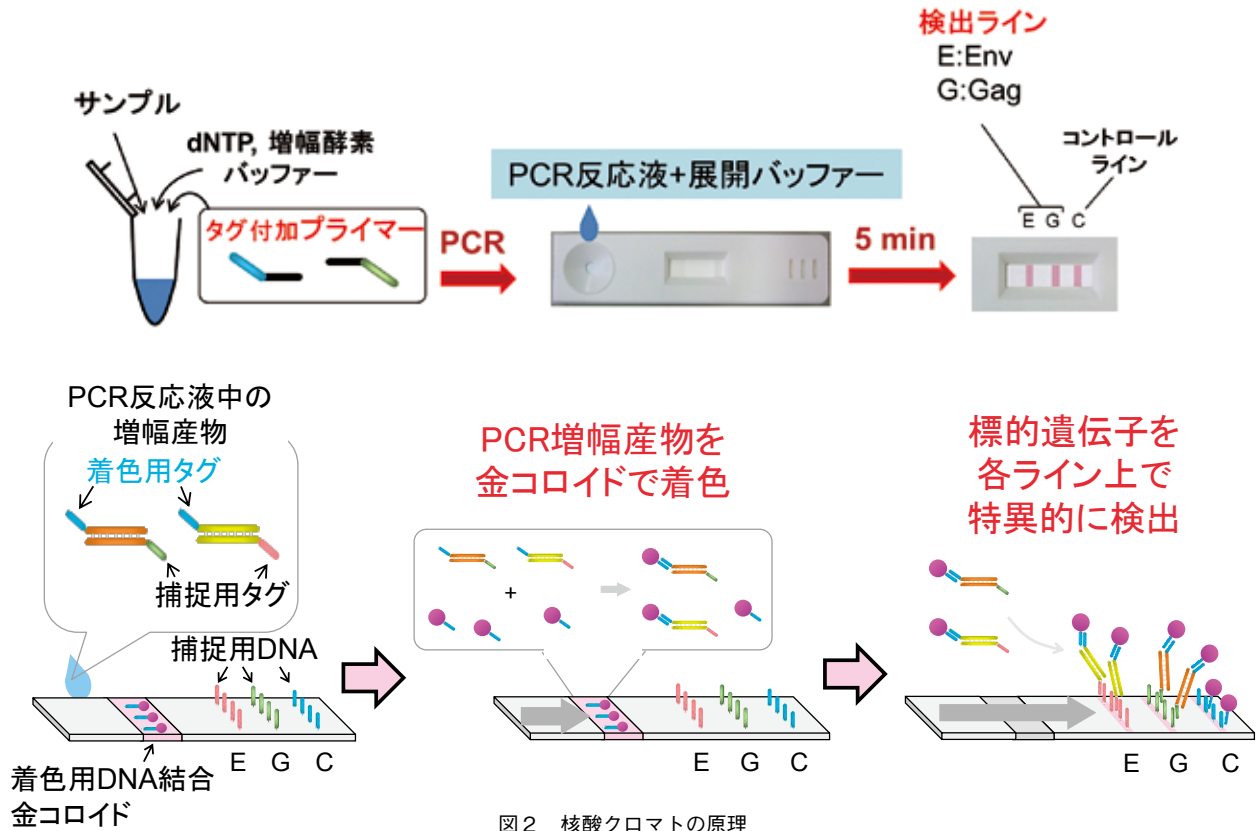 サンプル
dNTP, 増幅酵素
バッファー
タグ付加プライマー
PCR
PCR反応液+展開バッファー
5 min
検出ライン
E:Env
G:Gag
コントロール
ライン
E G C
PCR反応液中の
増幅産物
着色用タグ
捕捉用タグ
捕捉用DNA
E G C
着色用DNA結合
金コロイド
PCR増幅産物を
金コロイドで着色
+
E G C
標的遺伝子を
各ライン上で
特異的に検出
E G C
図2 核酸クロマトの原理